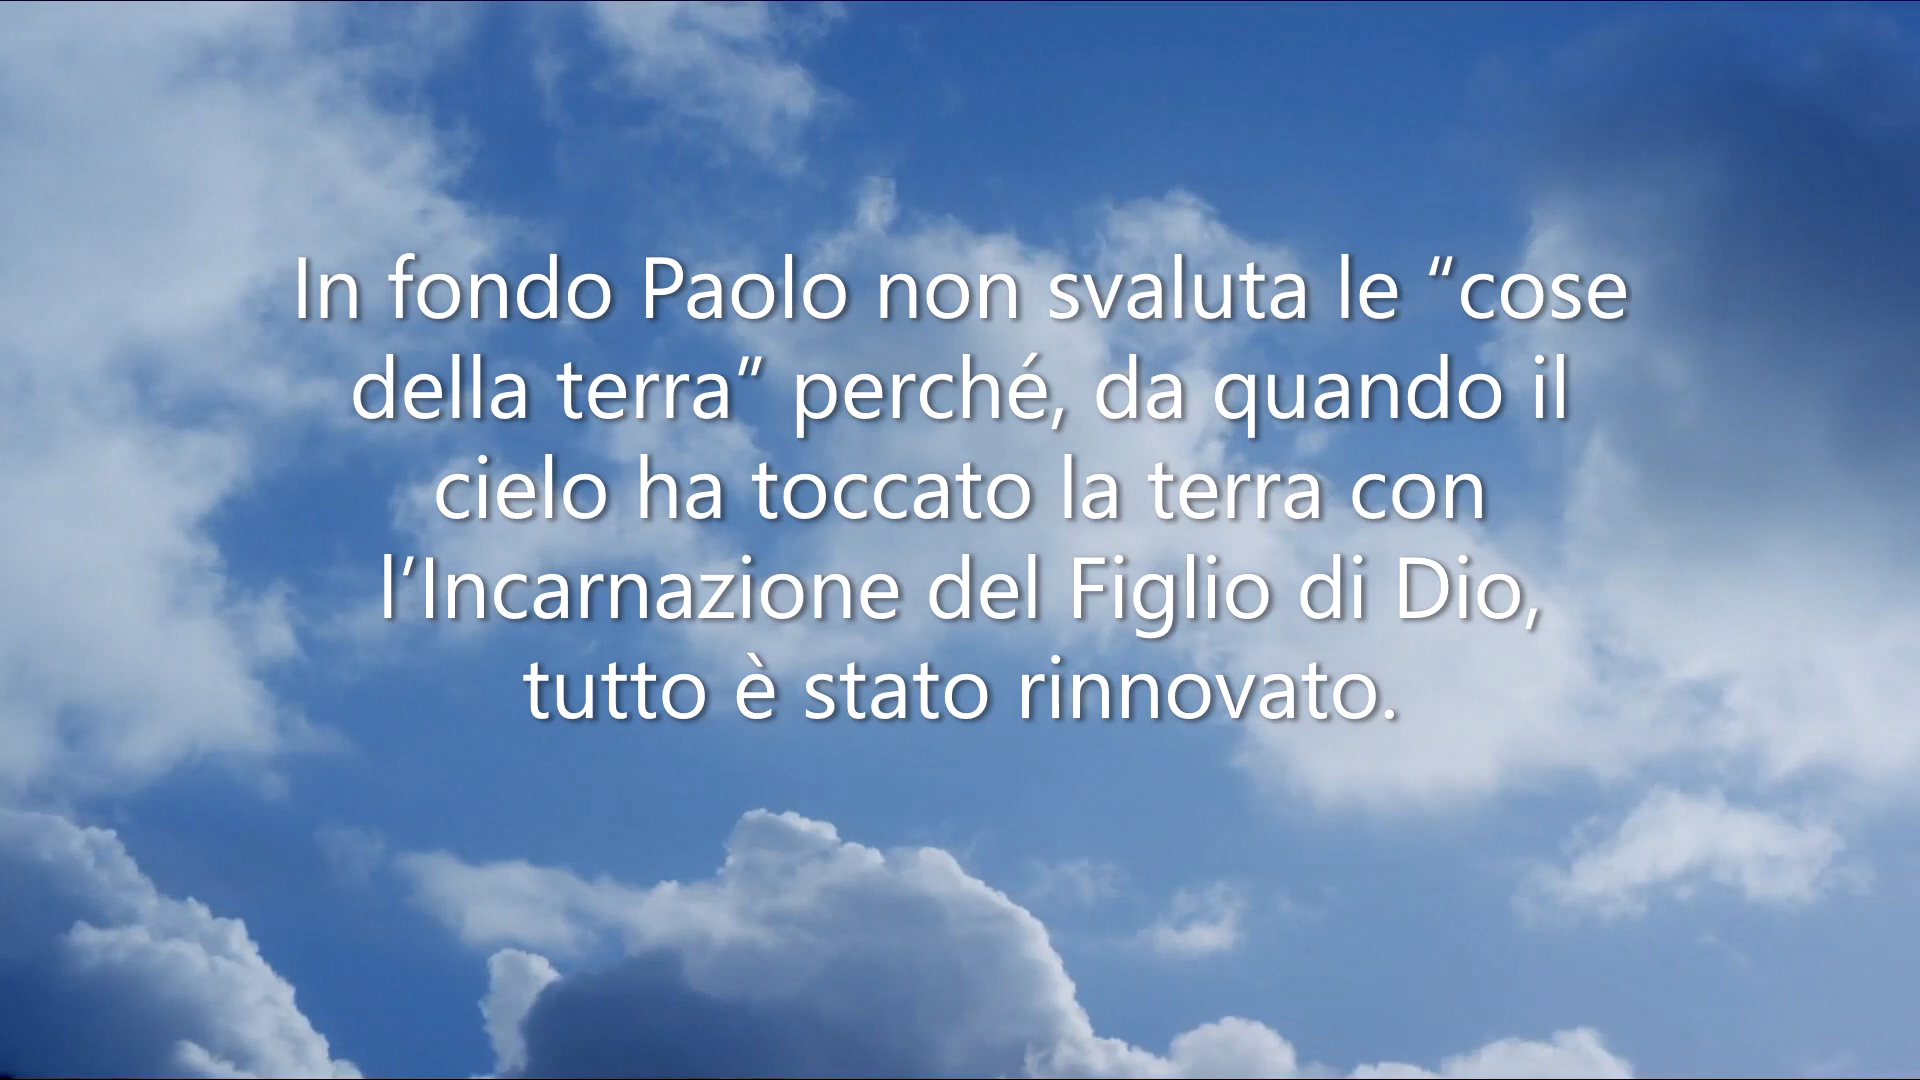 In fondo Paolo non svaluta le “cose
della terra” perché, da quando il
cielo ha toccato la terra con
l’Incarnazione del Figlio di Dio,
tutto è stato rinnovato.